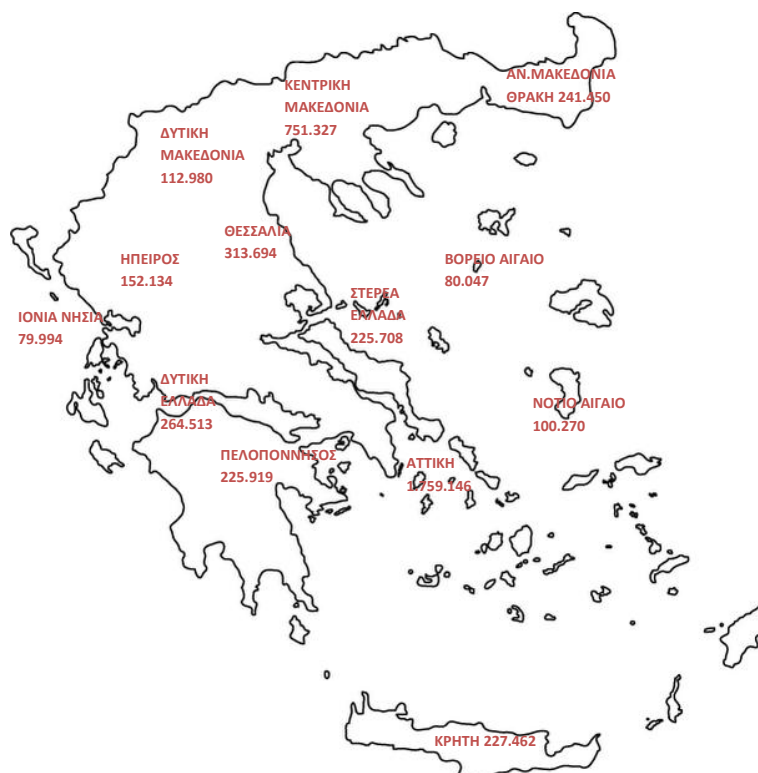 ΑΝ.ΜΑΚΕΔΟΝΙΑ
ΘΡΑΚΗ 241.450
ΚΕΝΤΡΙΚΗ
ΜΑΚΕΔΟΝΙΑ
751.327
ΔΥΤΙΚΗ
ΜΑΚΕΔΟΝΙΑ
112.980
ΘΕΣΣΑΛΙΑ
313.694
ΗΠΕΙΡΟΣ
152.134
ΒΟΡΕΙΟ ΑΙΓΑΙΟ
80.047
ΣΤΕΡΕΑ
ΕΛΛΑΔΑ
225.708
ΙΟΝΙΑ ΝΗΣΙΑ
79.994
ΔΥΤΙΚΗ
ΕΛΛΑΔΑ
264.513
ΝΟΤΙΟ ΑΙΓΑΙΟ
100.270
ΠΕΛΟΠΟΝΝΗΣΟΣ
225.919
ΑΤΤΙΚΗ
1.759.146
ΚΡΗΤΗ 227.462